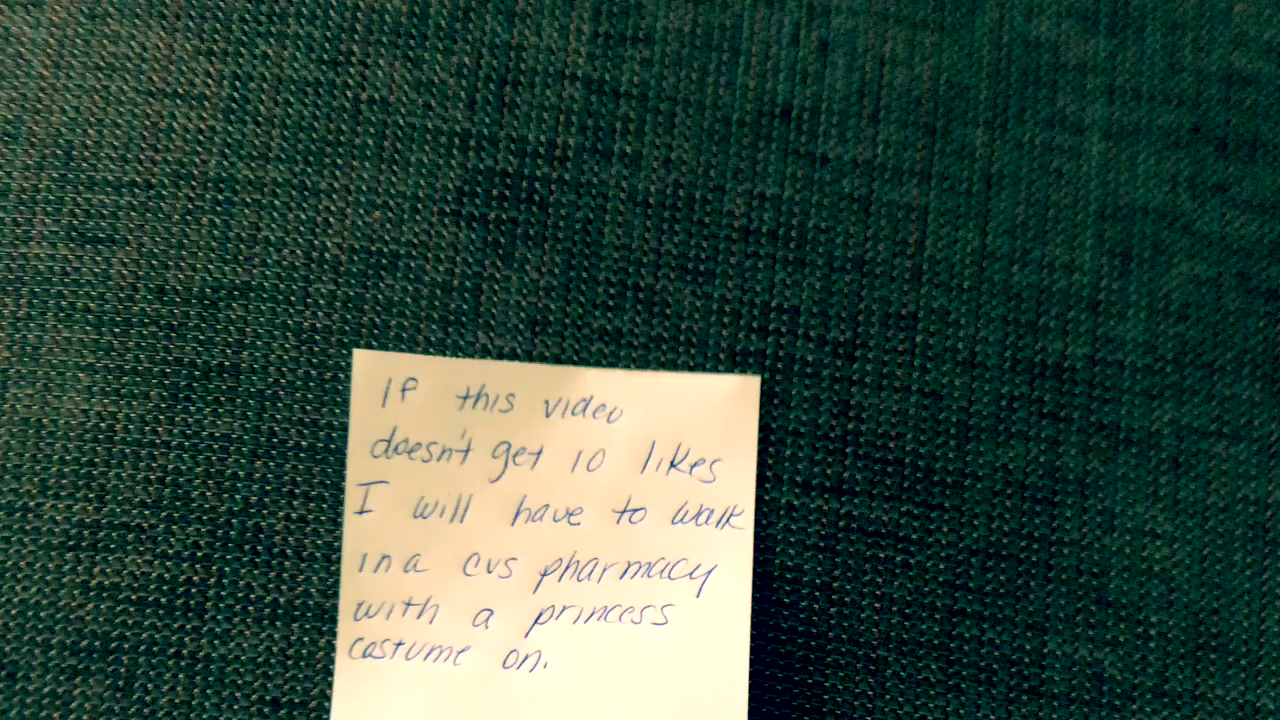 If this video
doesn't get 10 likes
I will have to walk
in a cvs pharmacy
with a princess
costume on.